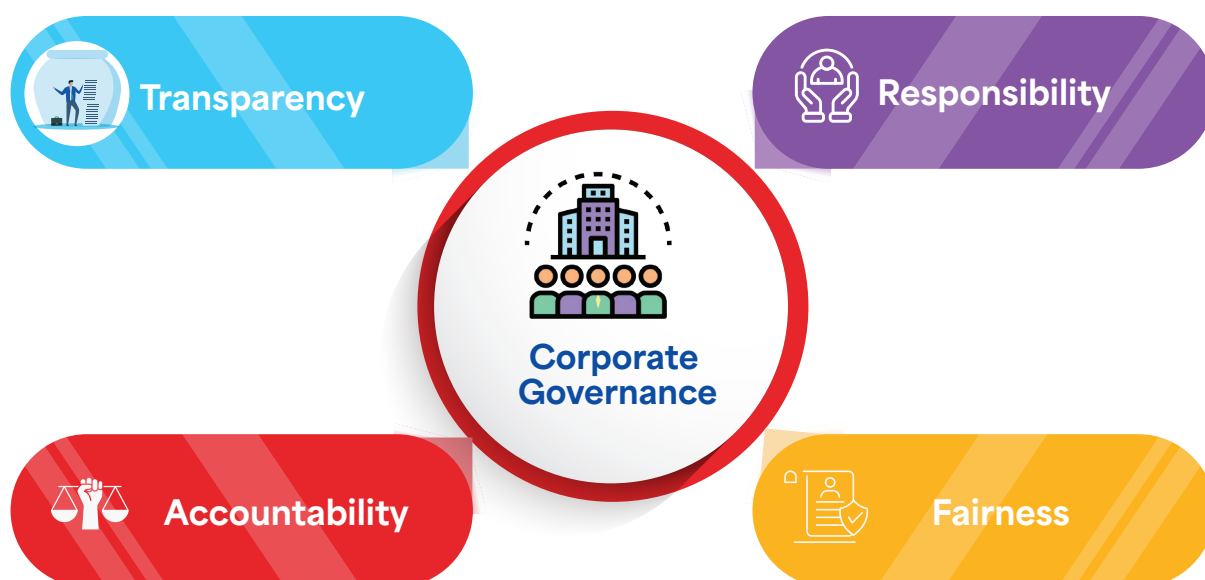 Transparency
Responsibility
Corporate
Governance
Accountability
Fairness